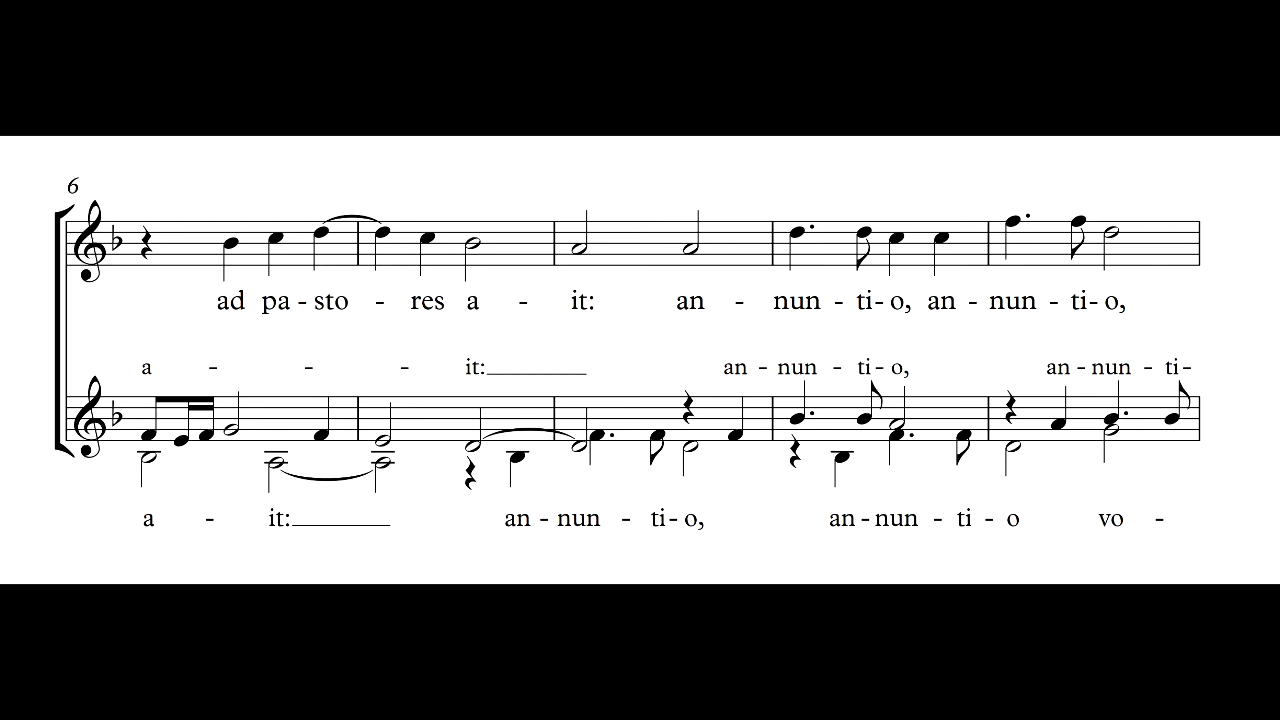 6
ad pa - sto - res a - it: an - nun - ti - o, an - nun - ti - o,
a - - - it: an - nun - ti - o, an - nun - ti -
a - it: an - nun - ti - o, an - nun - ti - o vo -